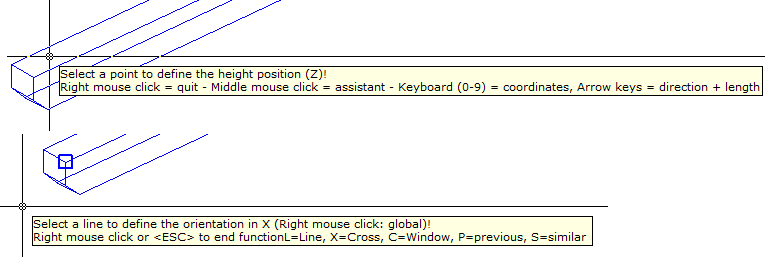 Select a point to define the height position (Z)!
Right mouse click = quit - Middle mouse click = assistant - Keyboard (0-9) = coordinates, Arrow keys = direction + length
Select a line to define the orientation in X (Right mouse click: global)!
Right mouse click or <ESC> to end functionL=Line, X=Cross, C=Window, P=previous, S=similar